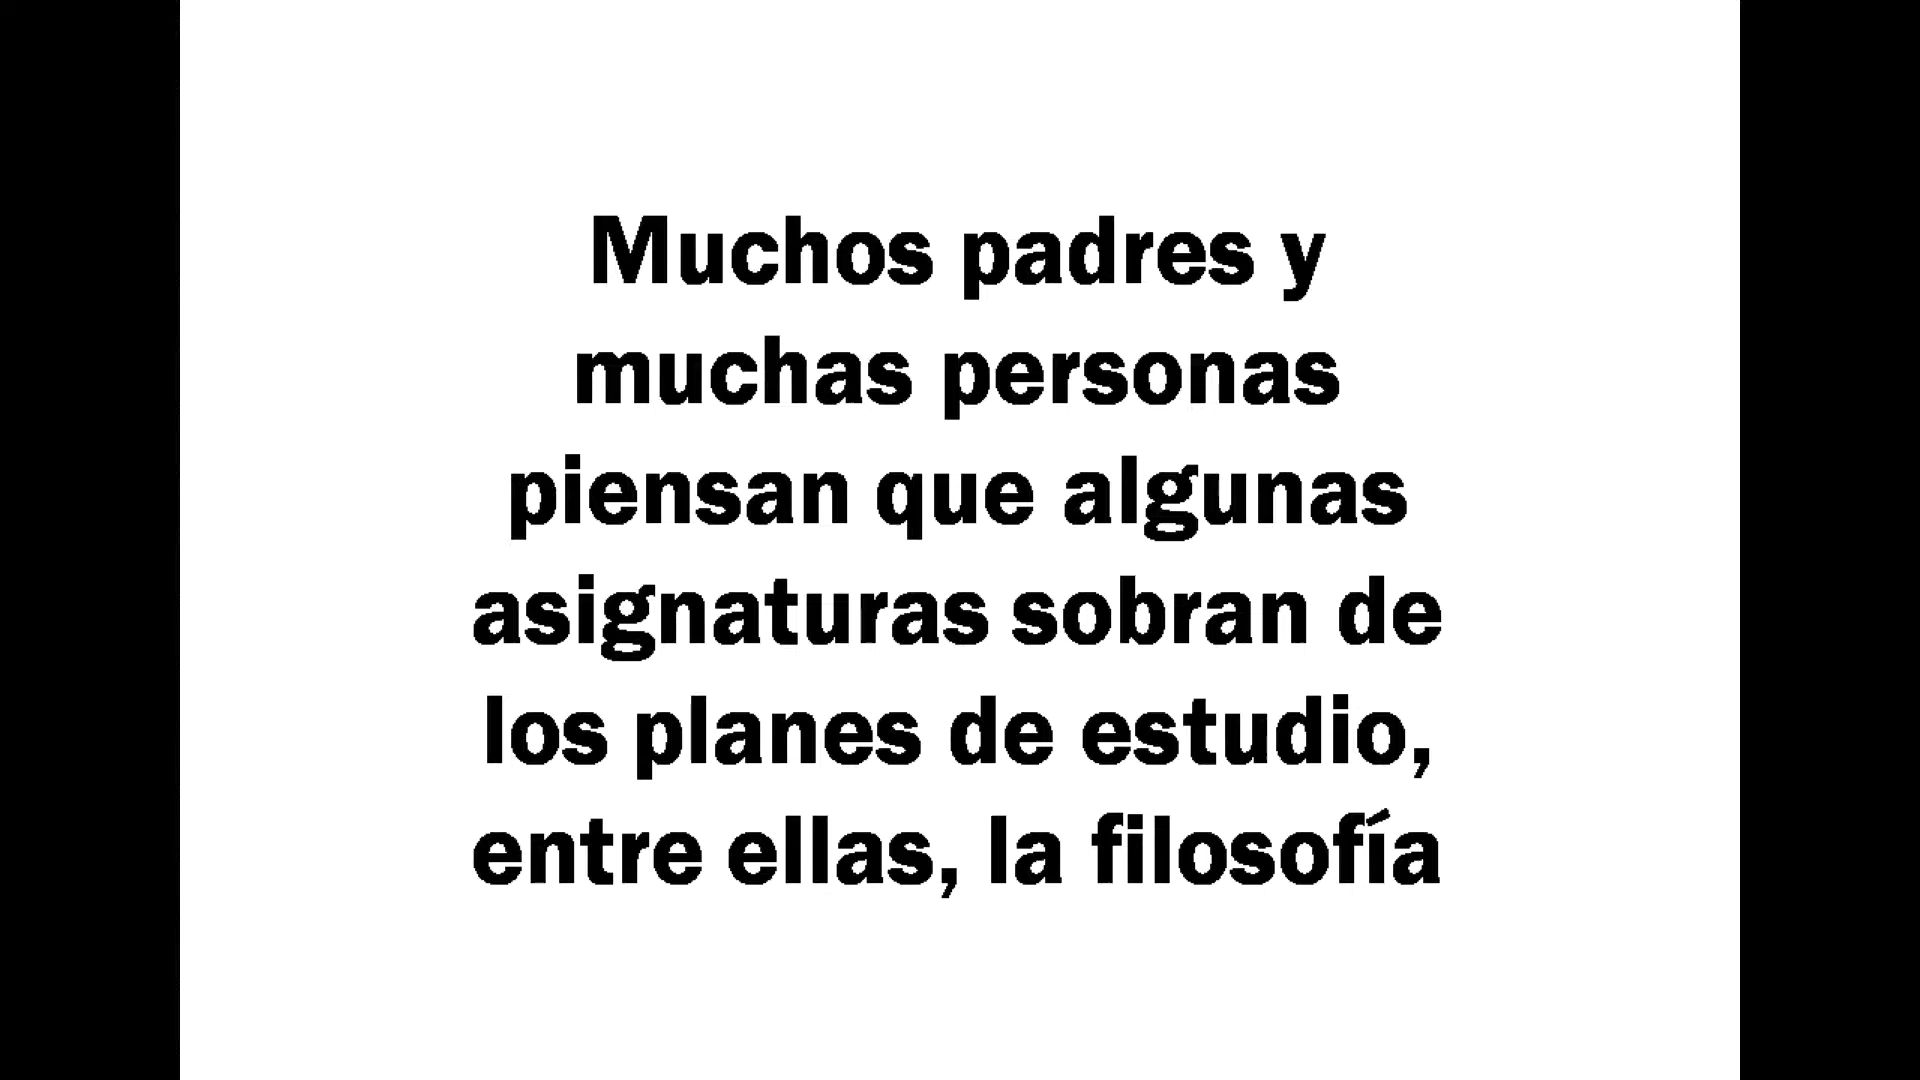 Muchos padres y
muchas personas
piensan que algunas
asignaturas sobran de
los planes de estudio,
entre ellas, la filosofía